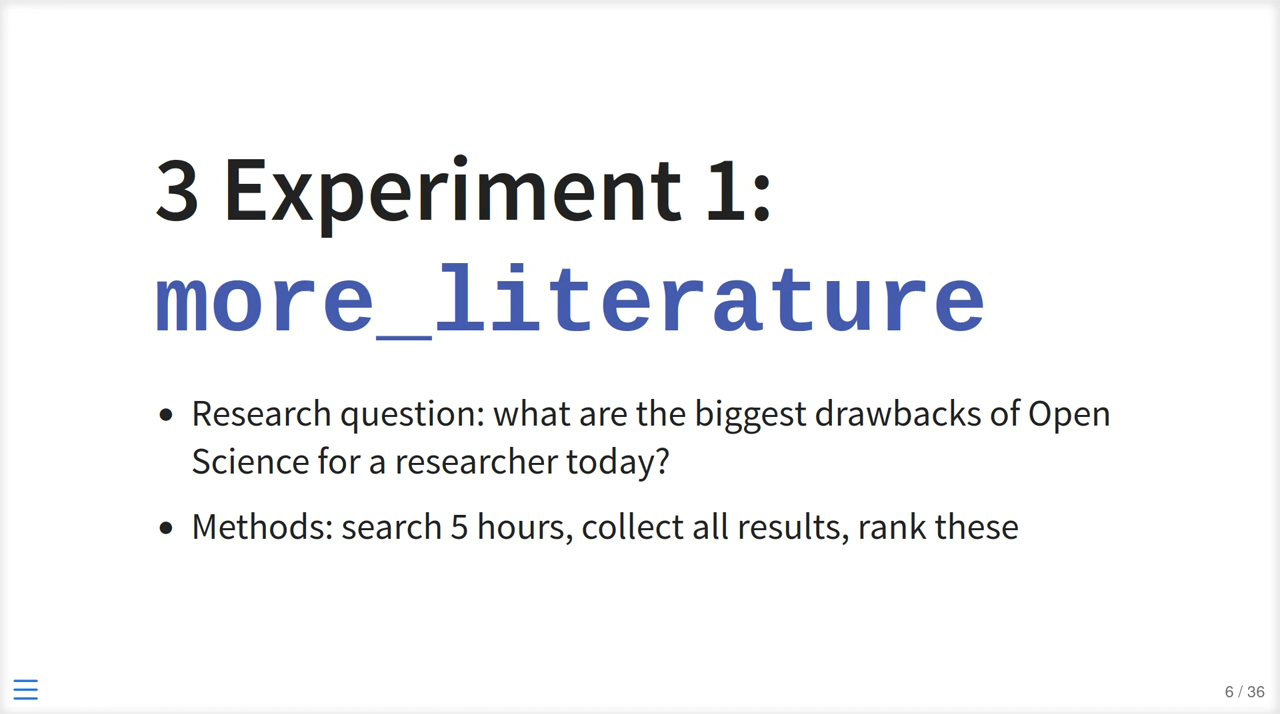 3 Experiment 1:
more_literature
• Research question: what are the biggest drawbacks of Open
Science for a researcher today?
• Methods: search 5 hours, collect all results, rank these
6 / 36